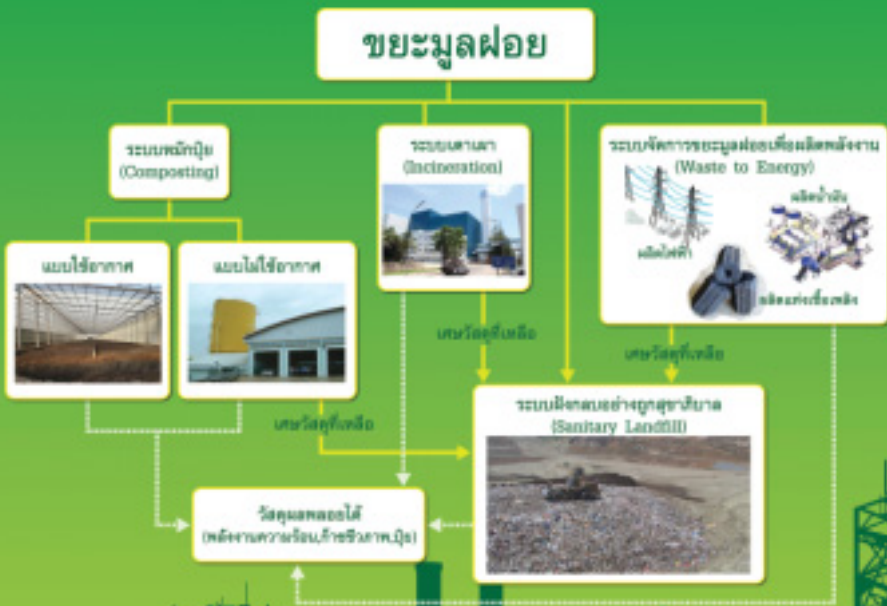 ขยะมูลฝอย
ระบบหมักปุ๋ย
(Composting)
ระบบเตาเผา
(Incineration)
ระบบจัดการขยะมูลฝอยเพื่อผลิตพลังงาน
(Waste to Energy)
ผลิตไฟฟ้า
ผลิตน้ำมัน
ผลิตแท่งเชื้อเพลิง
แบบใช้อากาศ
แบบไม่ใช้อากาศ
เศษวัสดุที่เหลือ
เศษวัสดุที่เหลือ
เศษวัสดุที่เหลือ
ระบบฝังกลบอย่างถูกสุขาภิบาล
(Sanitary Landfill)
วัสดุผลพลอยได้
(พลังงานความร้อน,ก๊าซชีวภาพ,ปุ๋ย)